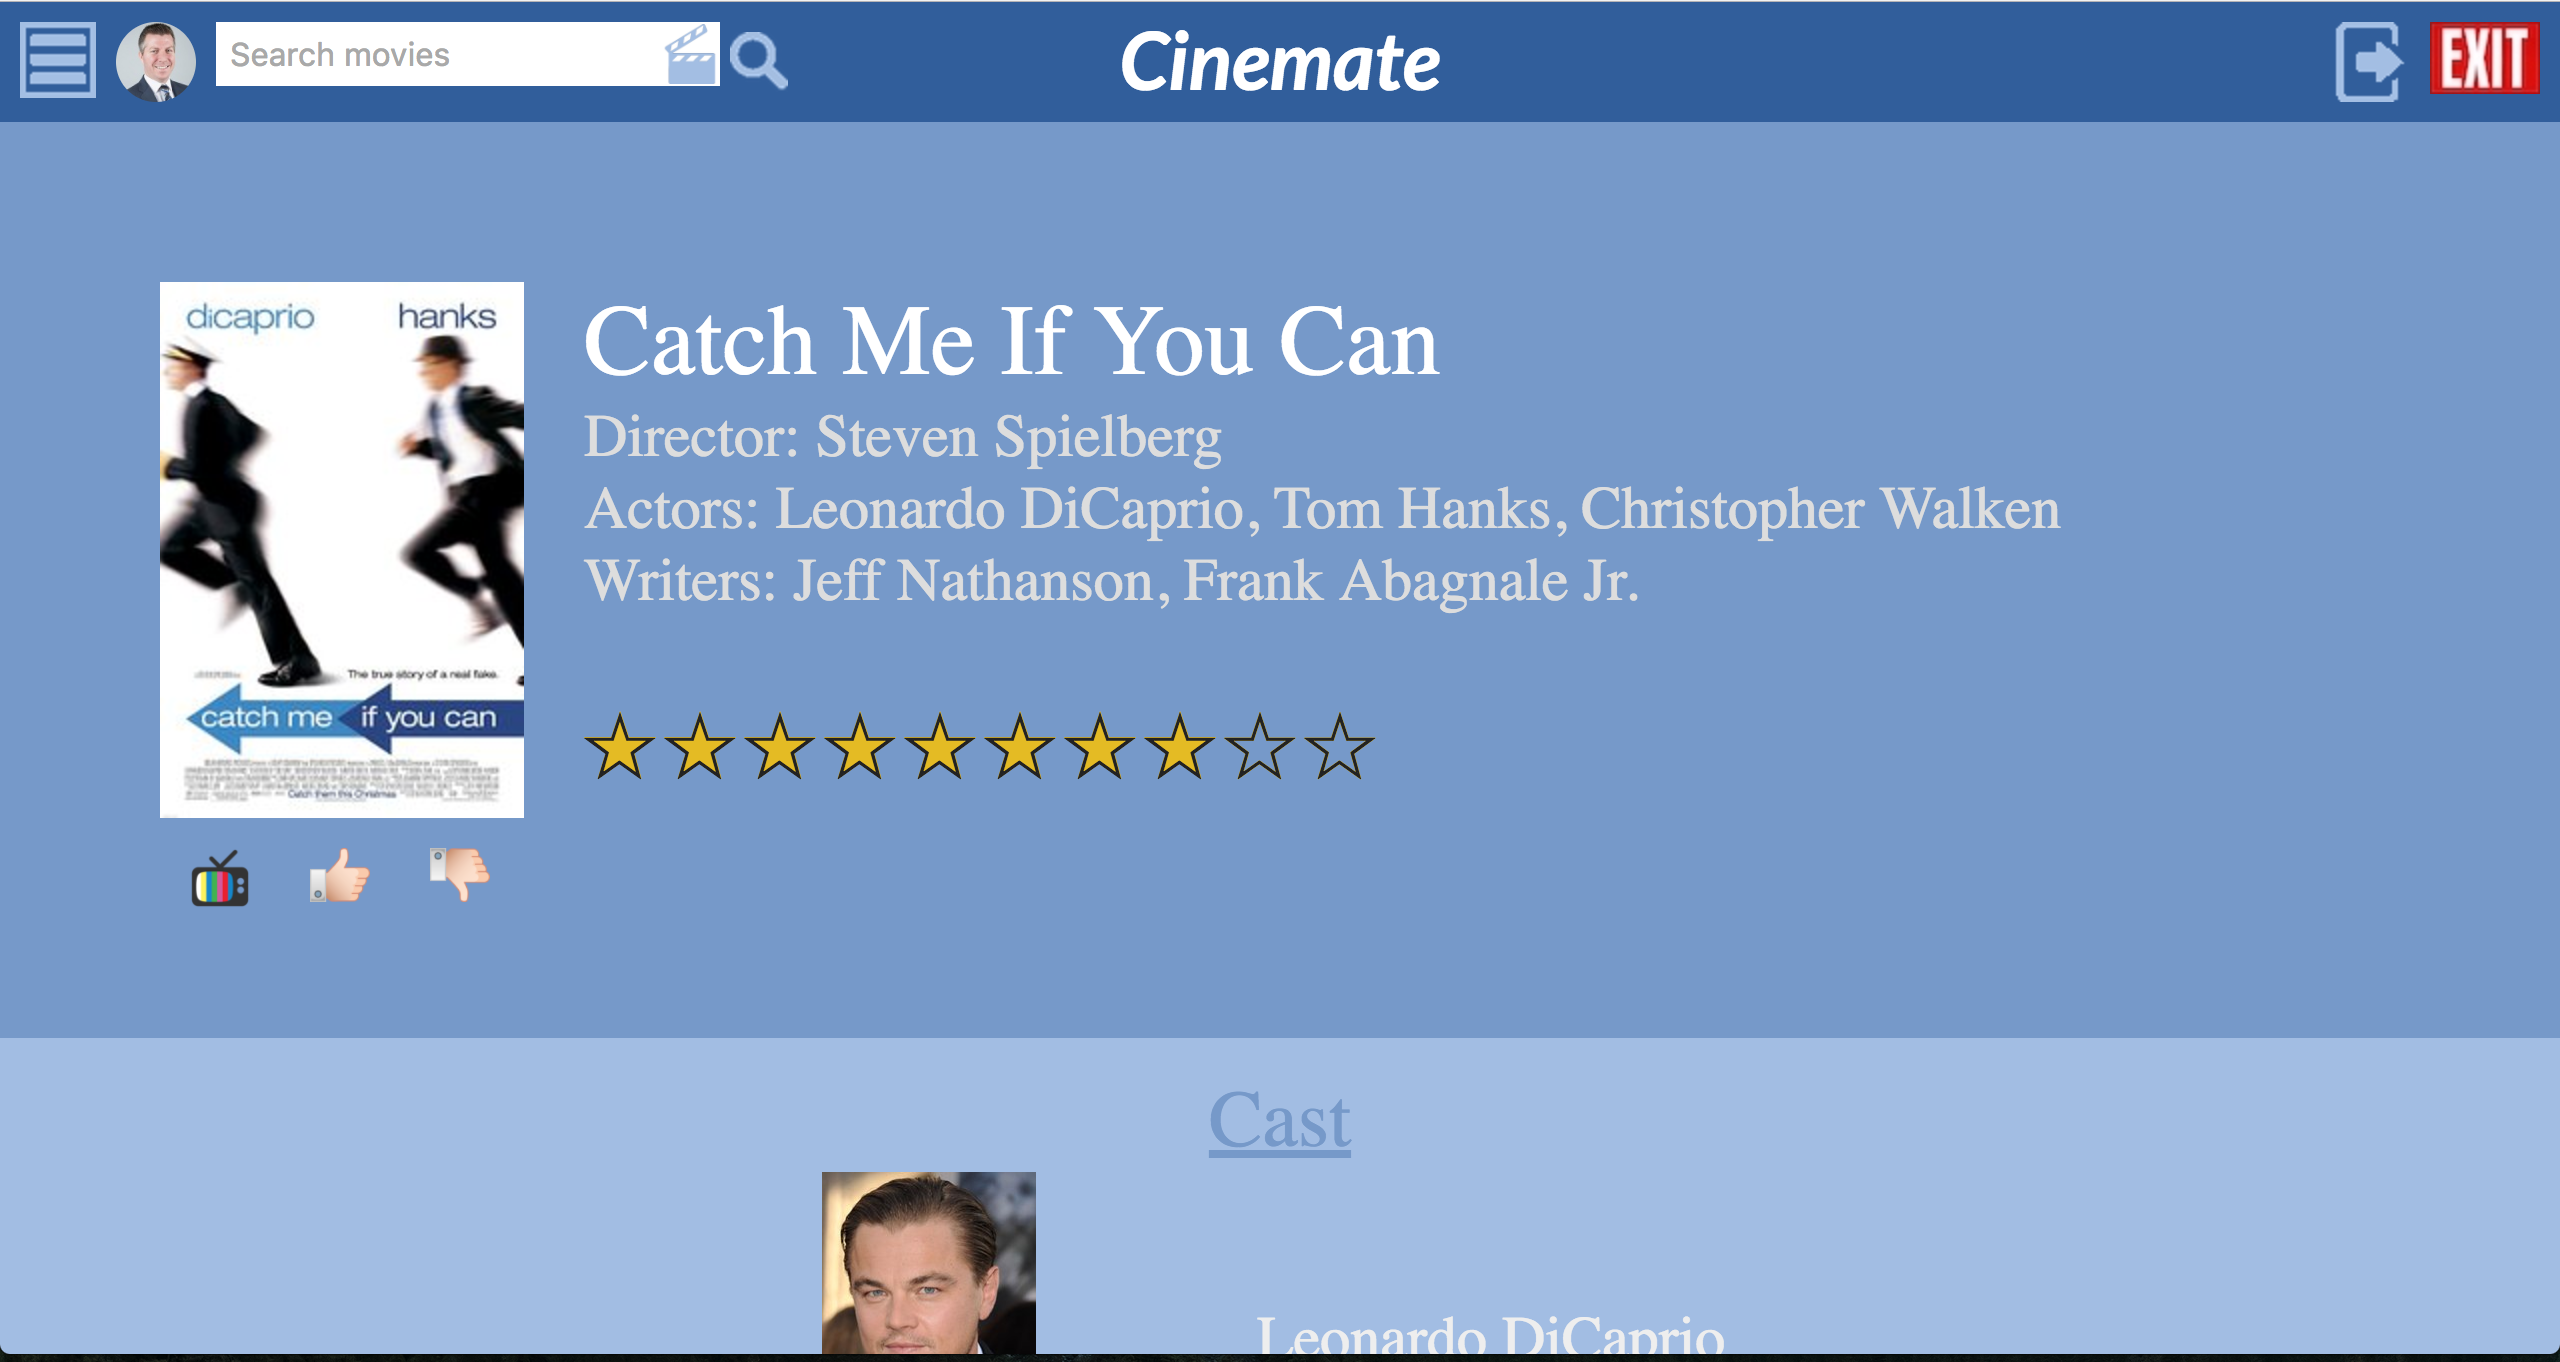 Search movies
Cinemate
EXIT
dicaprio hanks
The true story of a real fake.
catch me if you can
Catch them this Christmas
Catch Me If You Can
Director: Steven Spielberg
Actors: Leonardo DiCaprio, Tom Hanks, Christopher Walken
Writers: Jeff Nathanson, Frank Abagnale Jr.
Cast
Leonardo DiCaprio